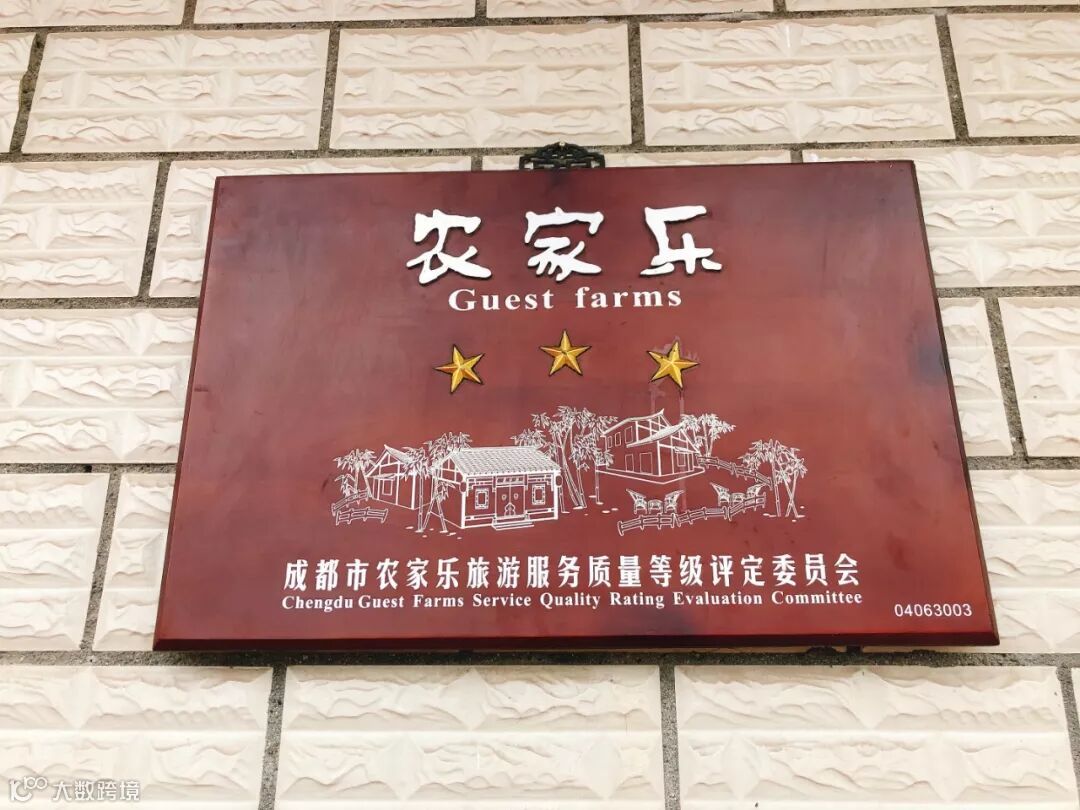 农家乐
Guest farms
成都市农家乐旅游服务质量等级评定委员会
Chengdu Guest Farms Service Quality Rating Evaluation Committee
04063003
大数跨境